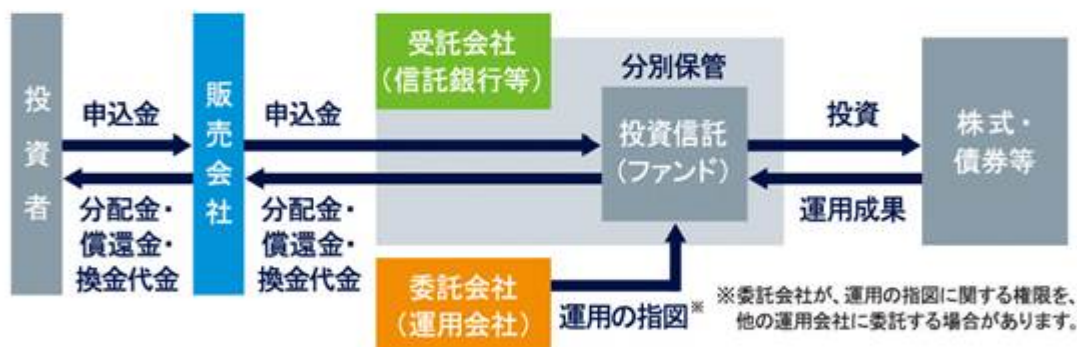 投資者
申込金
分配金・
償還金・
換金代金
販売会社
申込金
分配金・
償還金・
換金代金
受託会社
（信託銀行等）
分別保管
投資信託
（ファンド）
委託会社
（運用会社）
運用の指図※
投資
運用成果
株式・
債券等
※委託会社が、運用の指図に関する権限を、
他の運用会社に委託する場合があります。